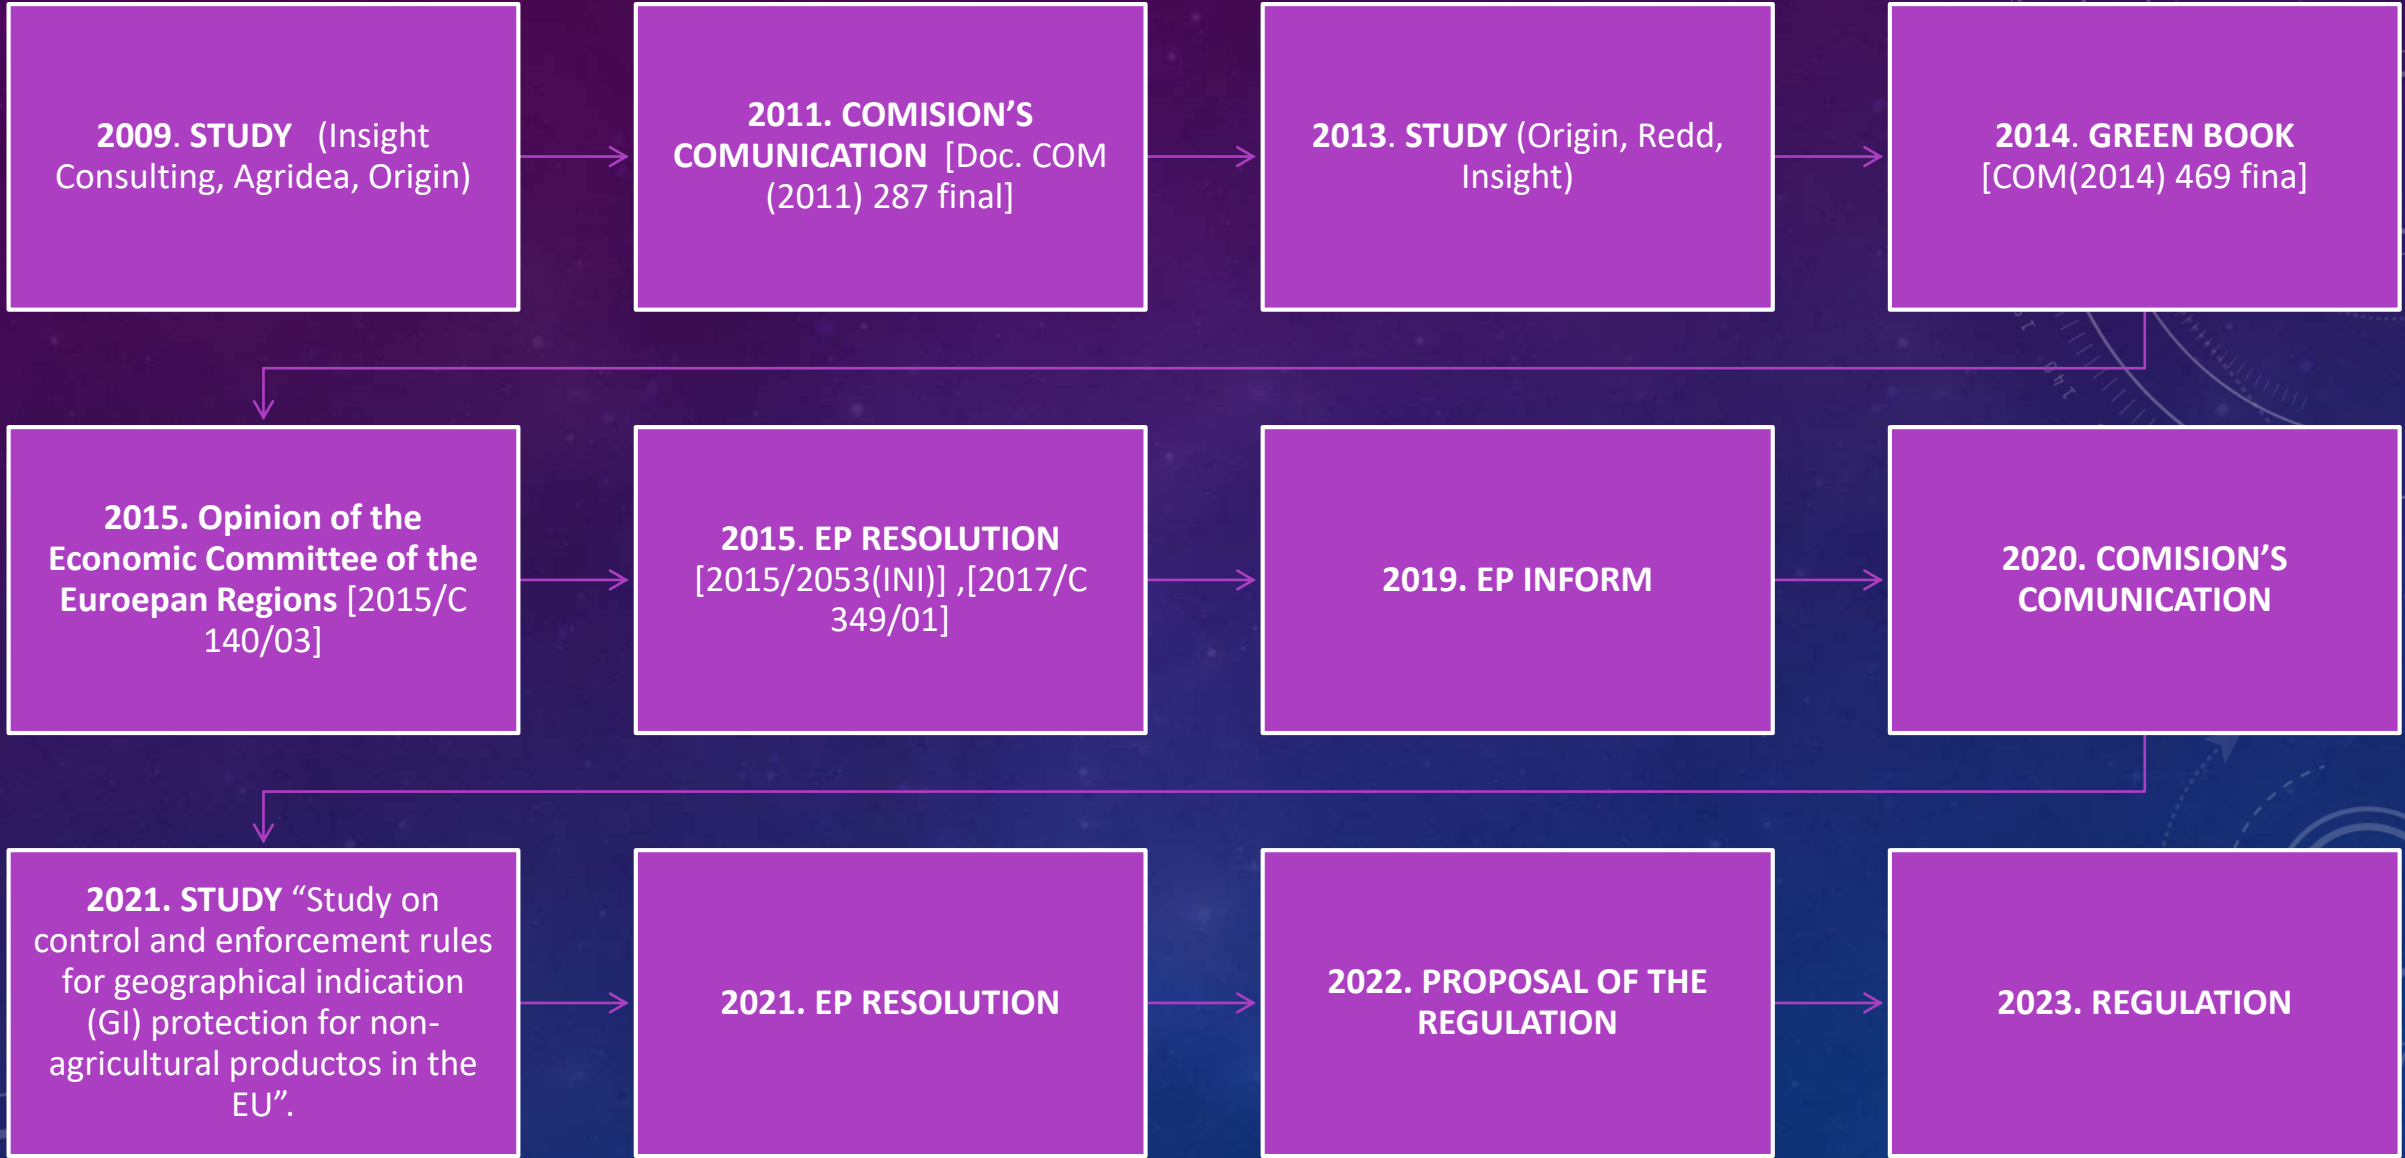 2009. STUDY (Insight
Consulting, Agridea, Origin)
2011. COMISION’S
COMUNICATION [Doc. COM
(2011) 287 final]
2013. STUDY (Origin, Redd,
Insight)
2014. GREEN BOOK
[COM(2014) 469 fina]
2015. Opinion of the
Economic Committee of the
Euroepan Regions [2015/C
140/03]
2015. EP RESOLUTION
[2015/2053(INI)] ,[2017/C
349/01]
2019. EP INFORM
2020. COMISION’S
COMUNICATION
2021. STUDY “Study on
control and enforcement rules
for geographical indication
(GI) protection for non-
agricultural productos in the
EU”.
2021. EP RESOLUTION
2022. PROPOSAL OF THE
REGULATION
2023. REGULATION
140